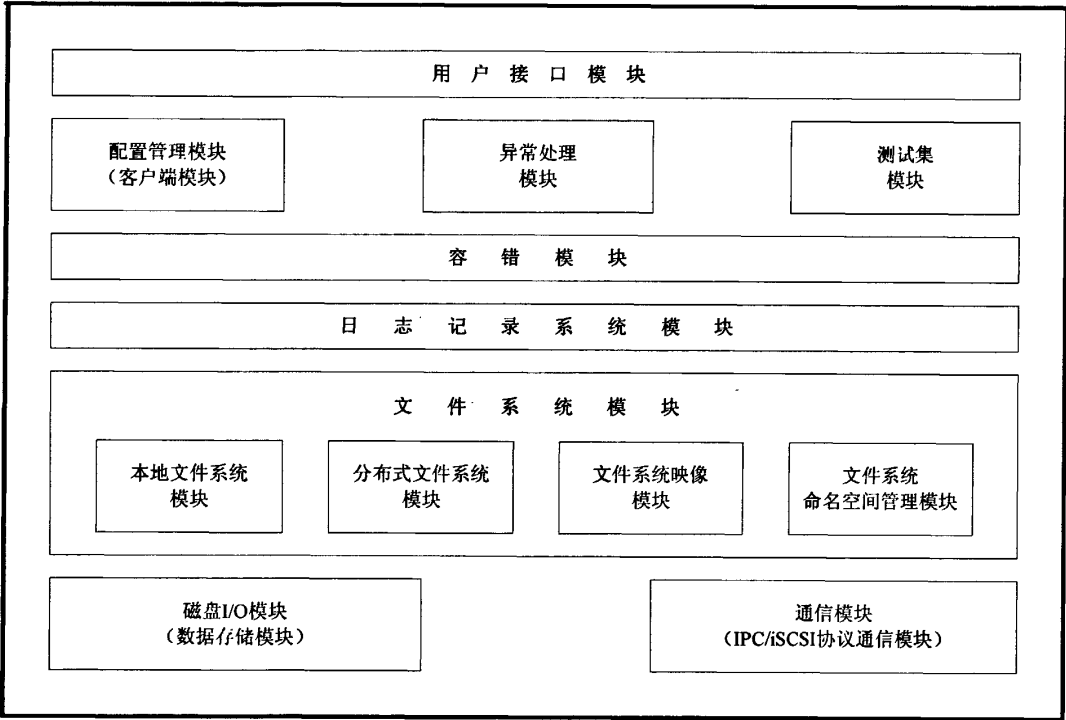 用户接口模块
配置管理模块
（客户端模块）
异常处理
模块
测试集
模块
容错模块
日志记录系统模块
文件系统模块
本地文件系统
模块
分布式文件系统
模块
文件系统映像
模块
文件系统
命名空间管理模块
磁盘I/O模块
（数据存储模块）
通信模块
（IPC/iSCSI协议通信模块）